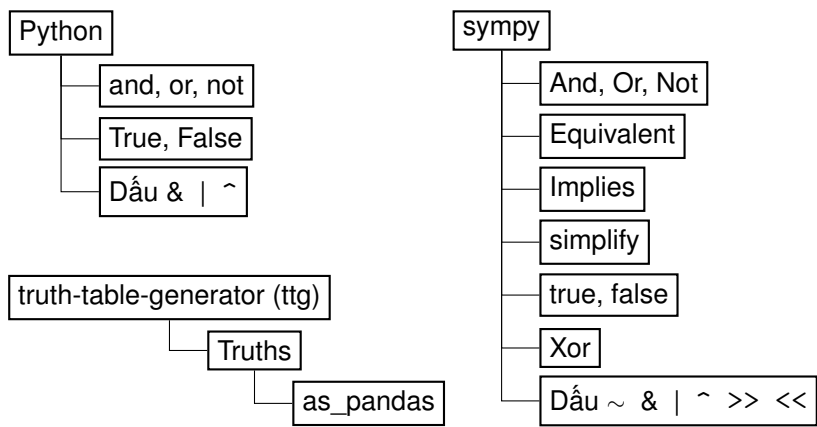 Python
and, or, not
True, False
Dấu & | ^
truth-table-generator (ttg)
Truths
as_pandas
sympy
And, Or, Not
Equivalent
Implies
simplify
true, false
Xor
Dấu ∼ & | ^ >> <<